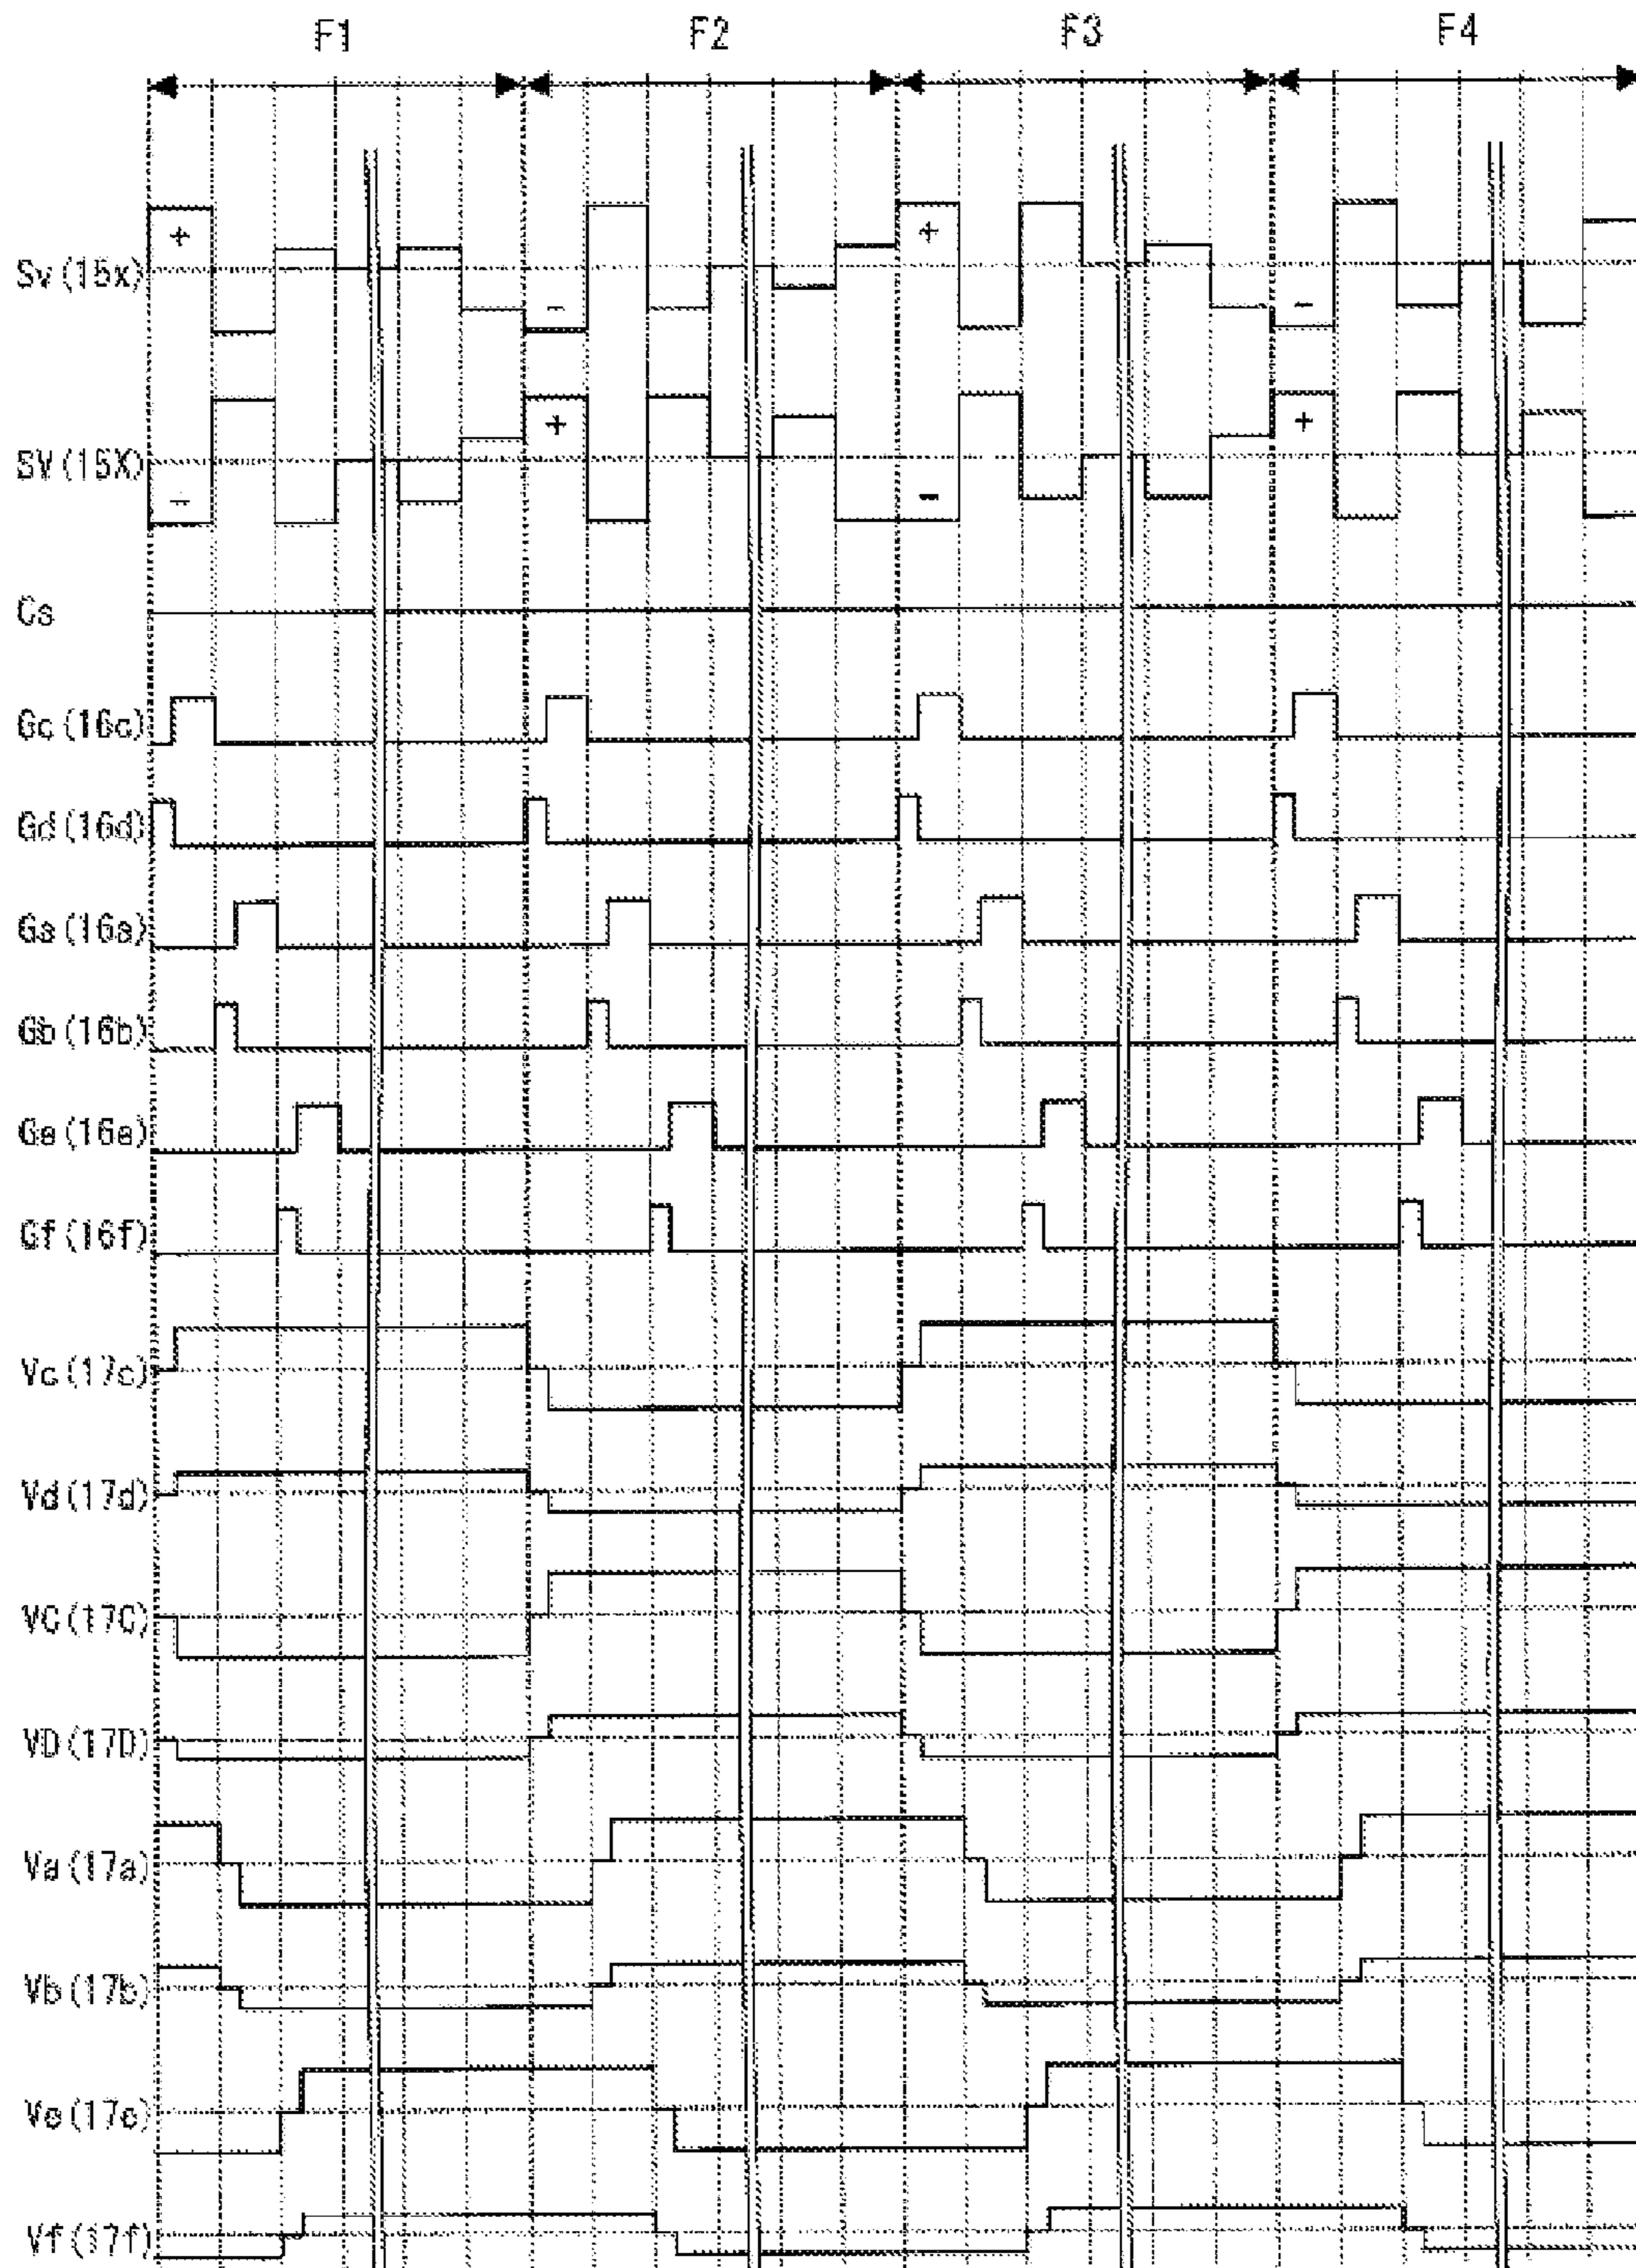 F1 F2 F3 F4
+ - + -
Sv(15x)
- + - +
SV(15X)
Cs
Gc(16c)
Gd(16d)
Ga(16a)
Gb(16b)
Ge(16e)
Gf(16f)
Vc(17c)
Vd(17d)
VC(17C)
VD(17D)
Va(17a)
Vb(17b)
Ve(17e)
Vf(17f)